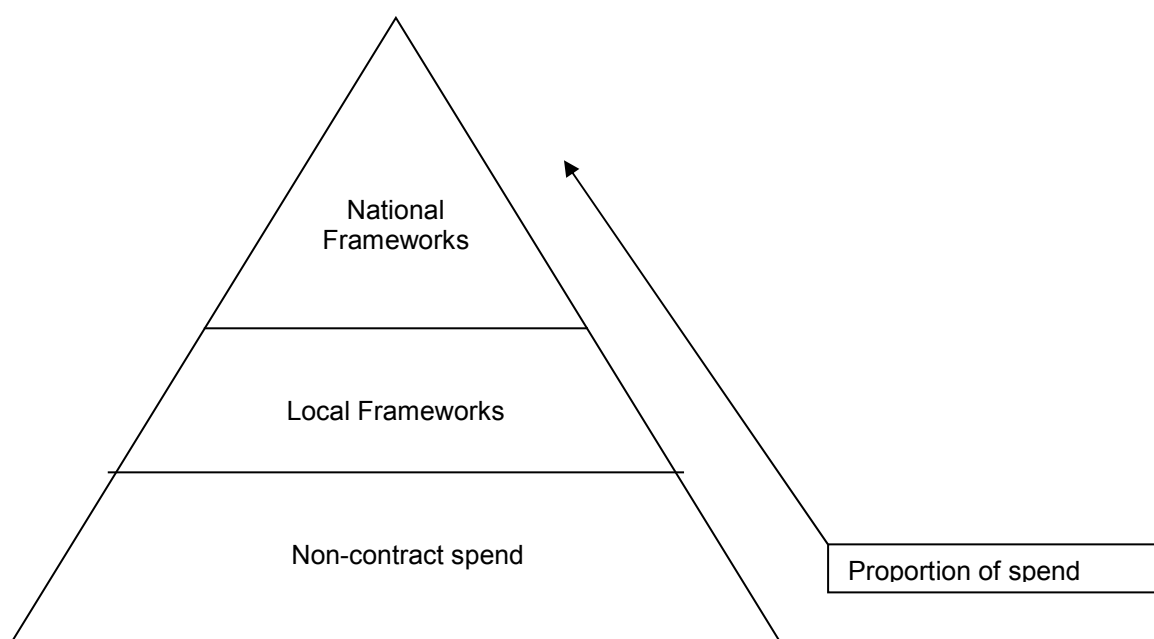 National
Frameworks
Local Frameworks
Non-contract spend
Proportion of spend